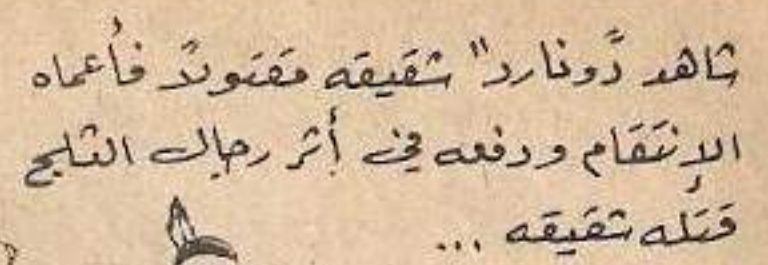 شاهد "دونارد" شقيقه مقتولاً فأعماه
الإنتقام ودفعه في أثر رجال الثلج
قتله شقيقه ...